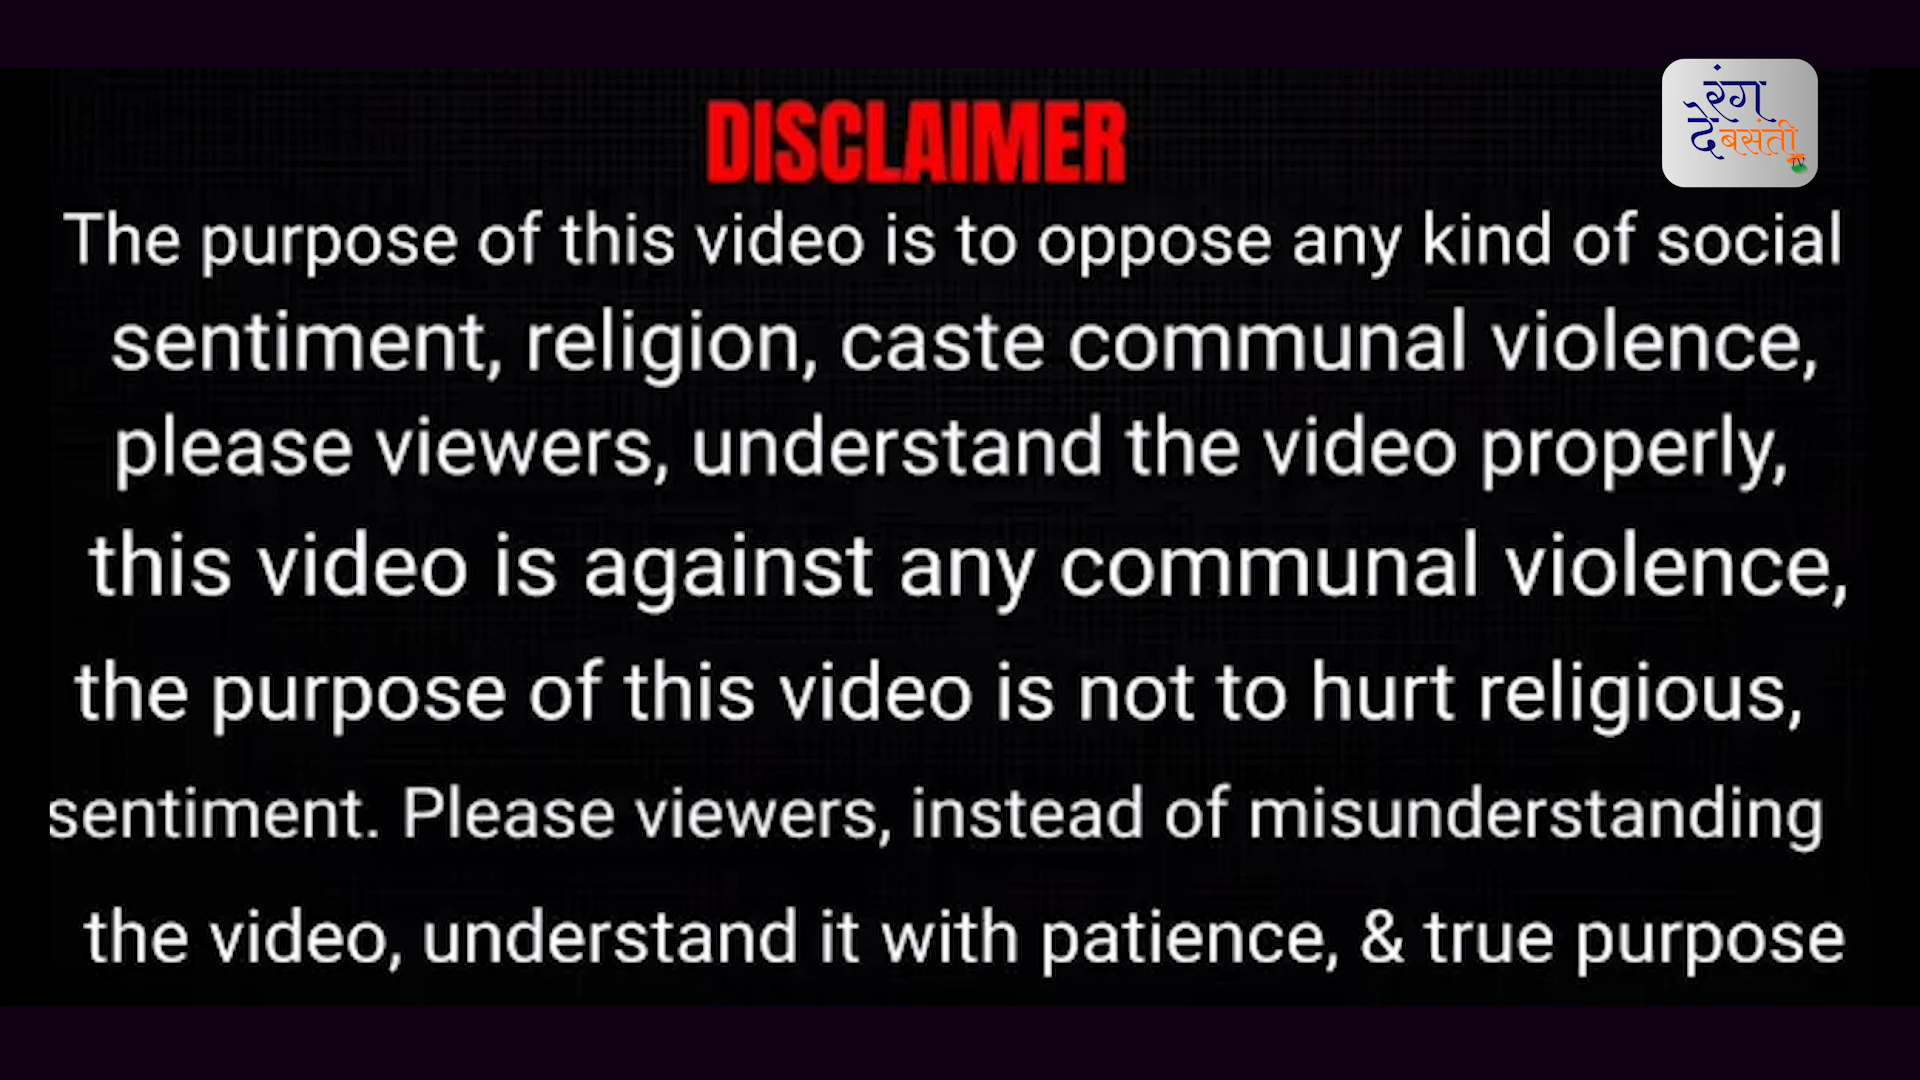 रंग
दे बसंती
DISCLAIMER
The purpose of this video is to oppose any kind of social
sentiment, religion, caste communal violence,
please viewers, understand the video properly,
this video is against any communal violence,
the purpose of this video is not to hurt religious,
sentiment. Please viewers, instead of misunderstanding
the video, understand it with patience, & true purpose